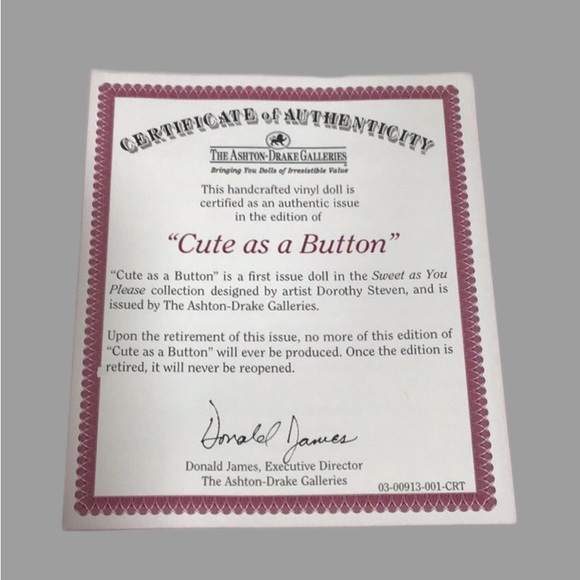 CERTIFICATE of AUTHENTICITY
THE ASHTON-DRAKE GALLERIES
Bringing You Dolls of Irresistible Value
This handcrafted vinyl doll is
certified as an authentic issue
in the edition of
“Cute as a Button”
“Cute as a Button” is a first issue doll in the Sweet as You
Please collection designed by artist Dorothy Steven, and is
issued by The Ashton-Drake Galleries.
Upon the retirement of this issue, no more of this edition of
“Cute as a Button” will ever be produced. Once the edition is
retired, it will never be reopened.
Donald James
Donald James, Executive Director
The Ashton-Drake Galleries
03-00913-001-CRT